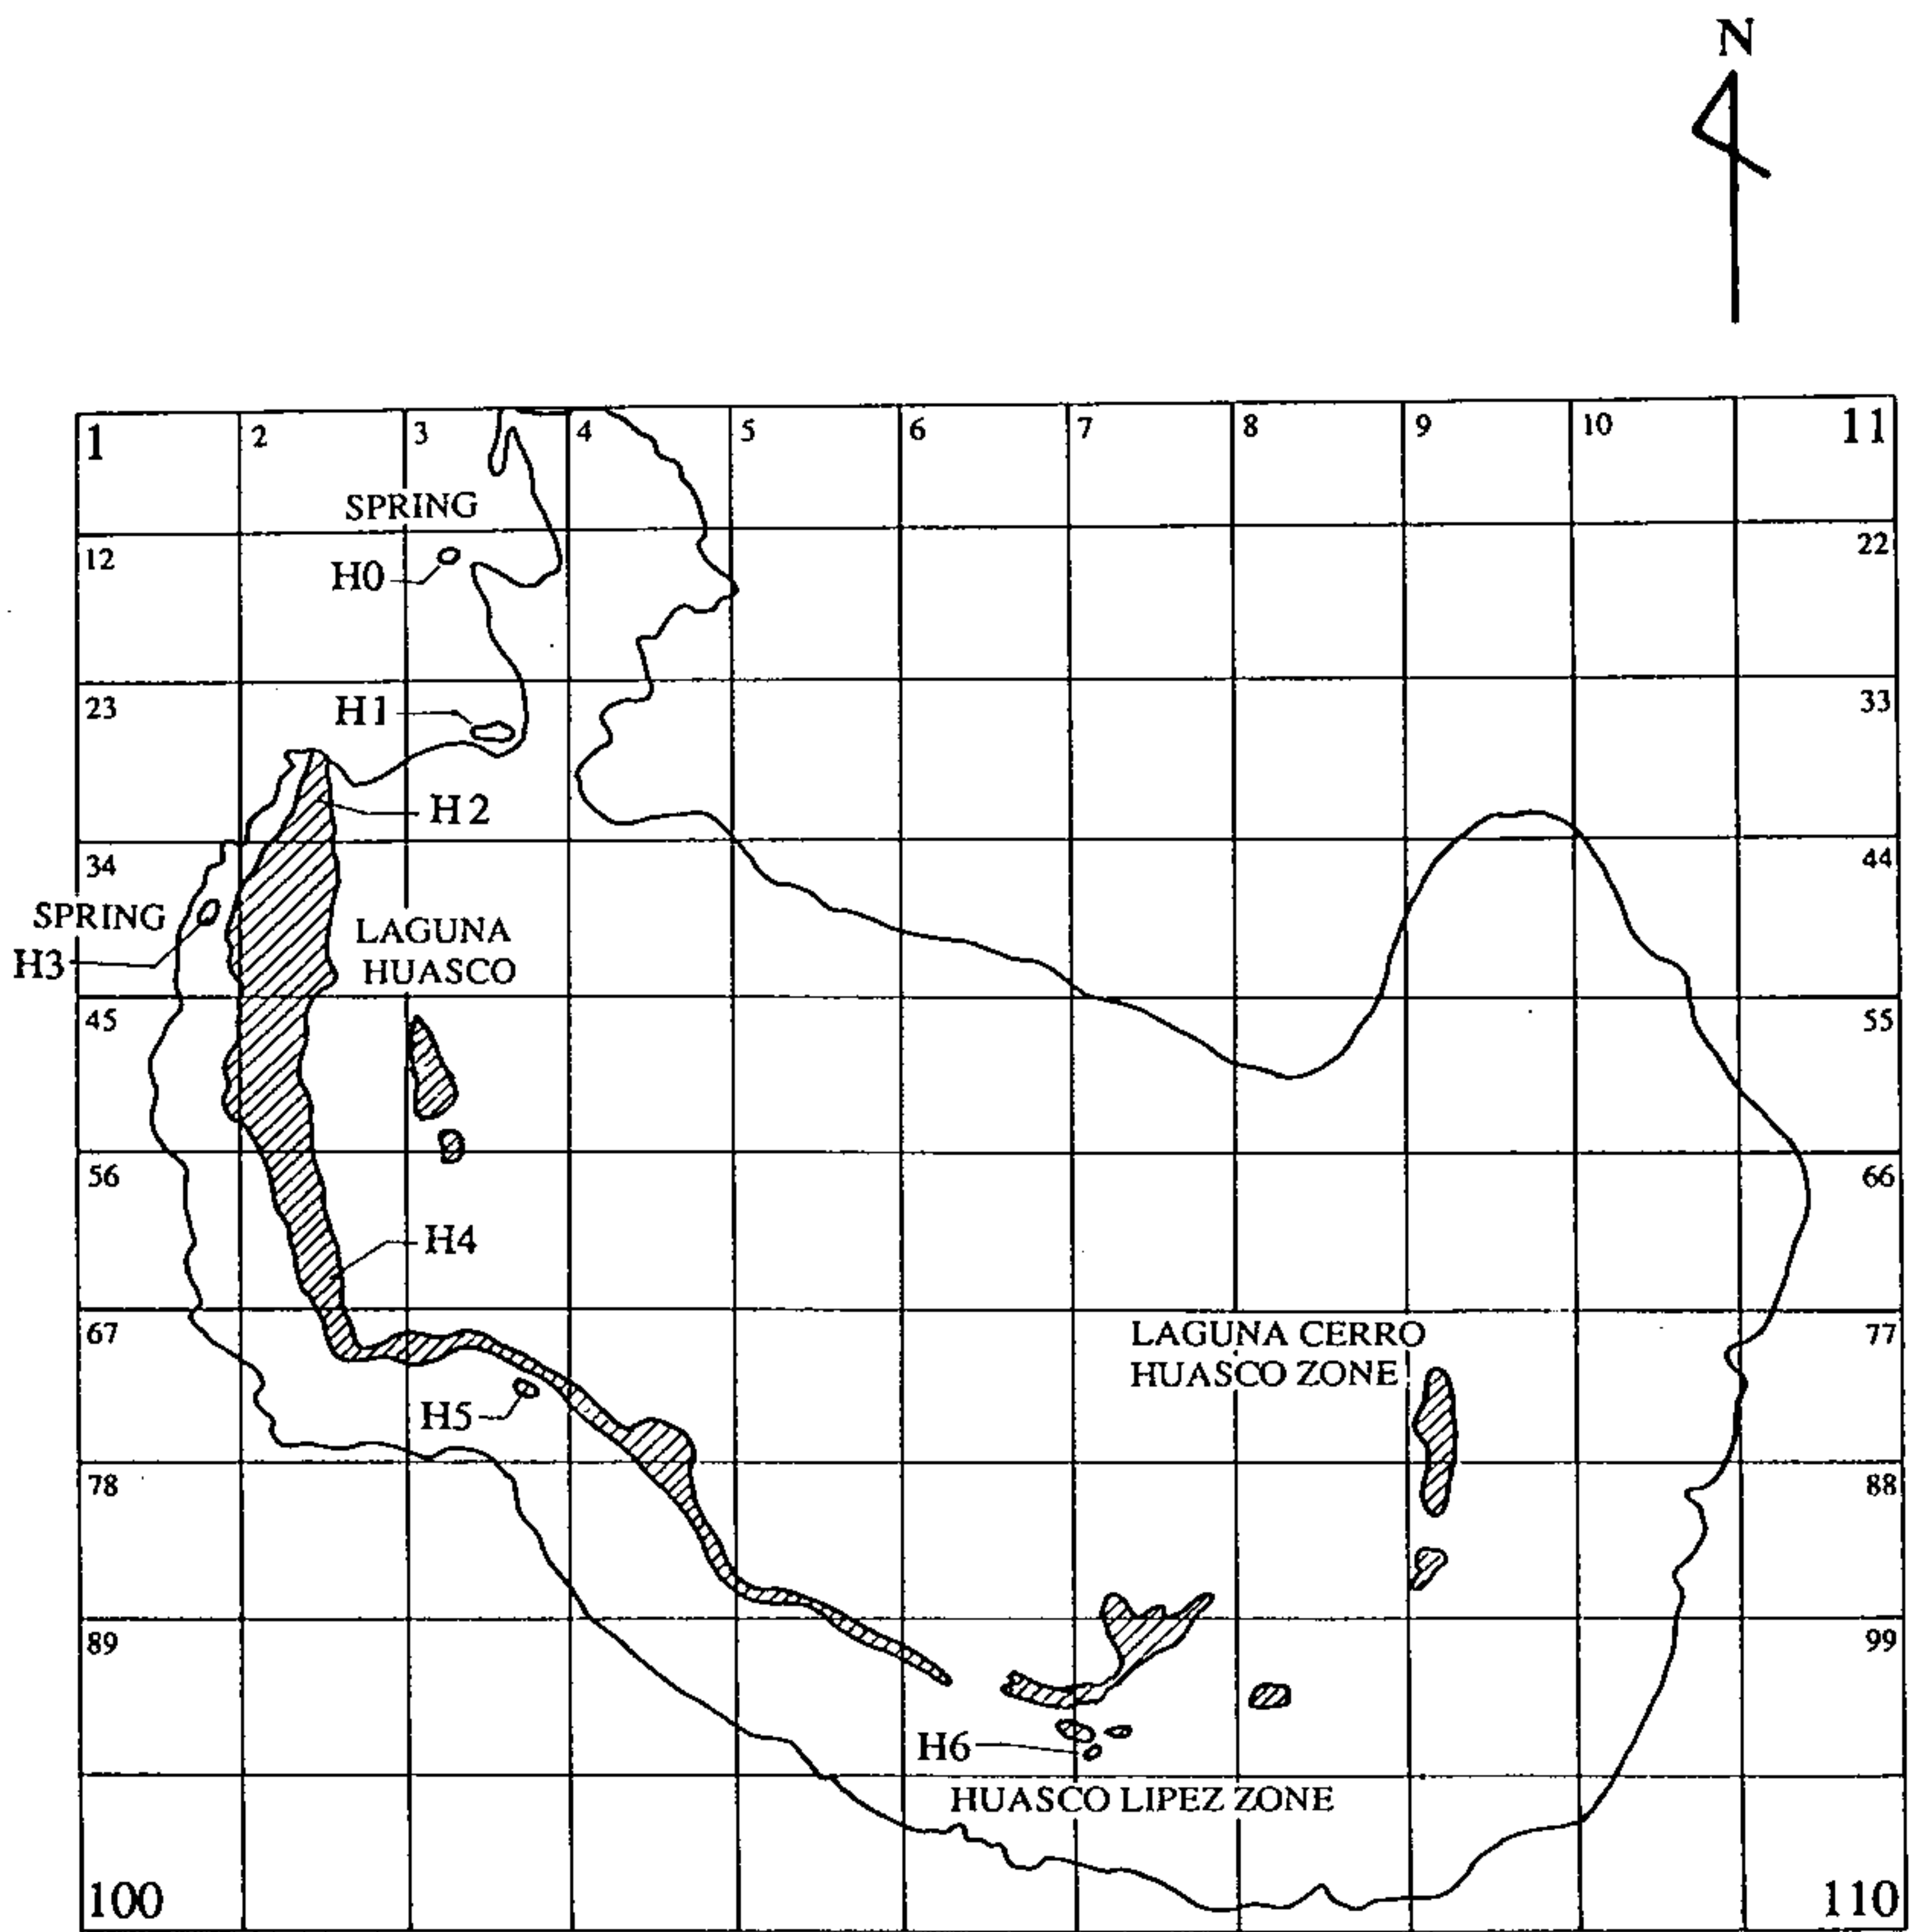 N
1 2 3 4 5 6 7 8 9 10 11
SPRING
12 22
H0
23 33
H1
H2
34 44
SPRING
LAGUNA
HUASCO
H3
45 55
56 66
H4
67 77
LAGUNA CERRO
HUASCO ZONE
H5
78 88
89 99
H6
HUASCO LIPEZ ZONE
100 110